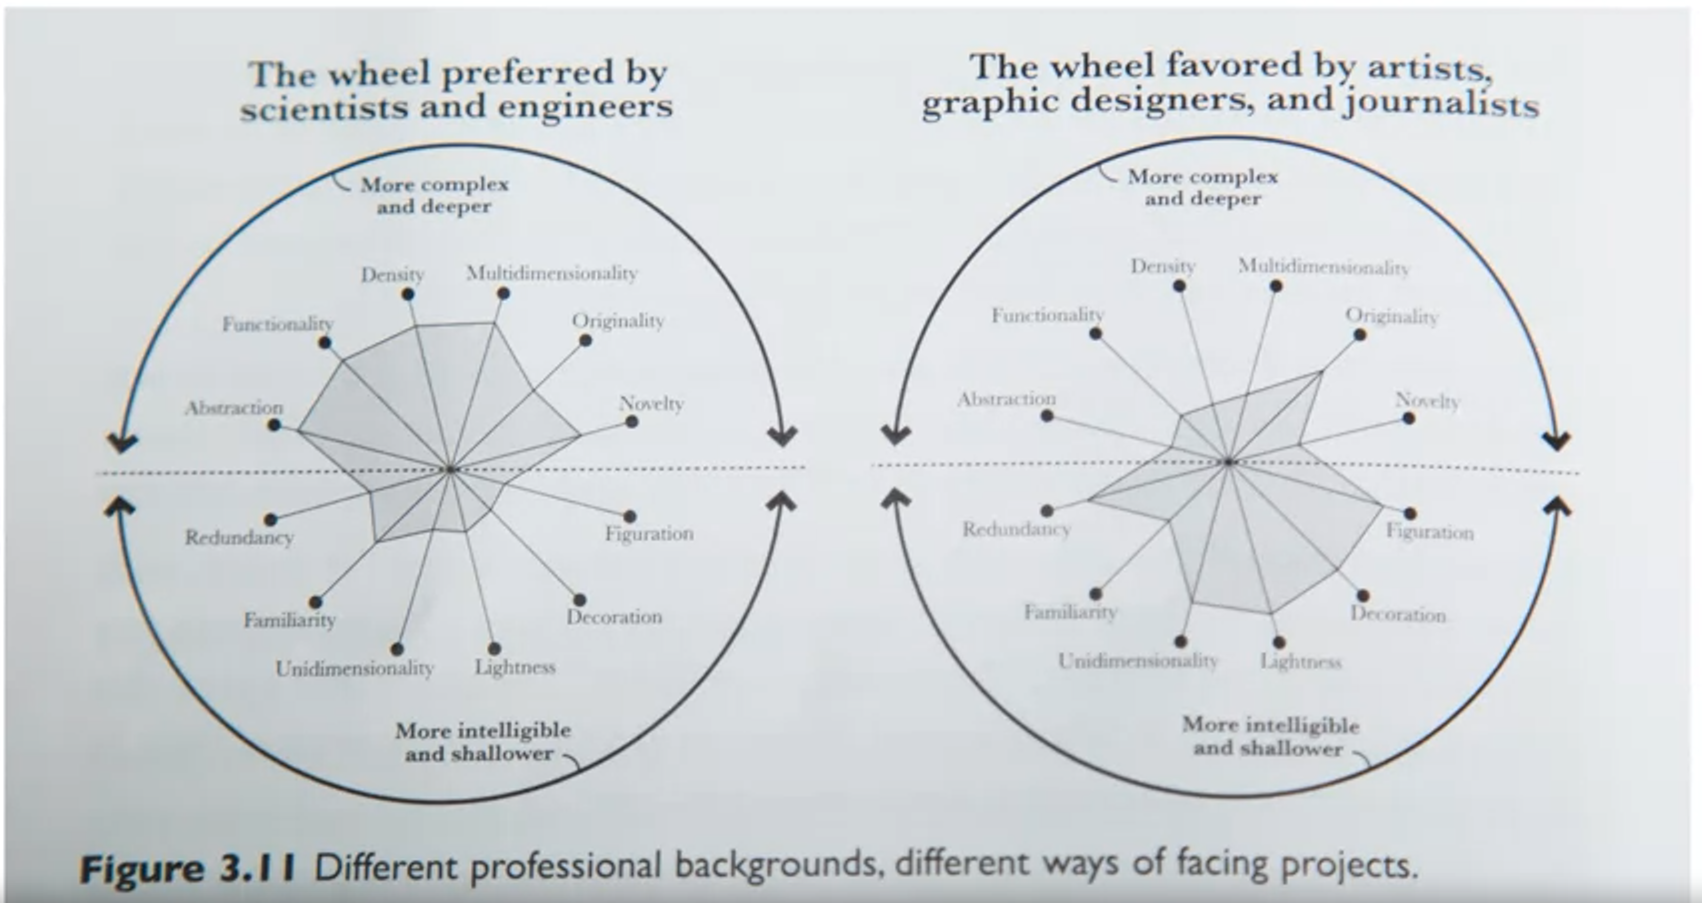 The wheel preferred by
scientists and engineers
More complex
and deeper
Density
Multidimensionality
Functionality
Originality
Abstraction
Novelty
Redundancy
Figuration
Familiarity
Decoration
Unidimensionality
Lightness
More intelligible
and shallower
The wheel favored by artists,
graphic designers, and journalists
More complex
and deeper
Density
Multidimensionality
Functionality
Originality
Abstraction
Novelty
Redundancy
Figuration
Familiarity
Decoration
Unidimensionality
Lightness
More intelligible
and shallower
Figure 3.11 Different professional backgrounds, different ways of facing projects.